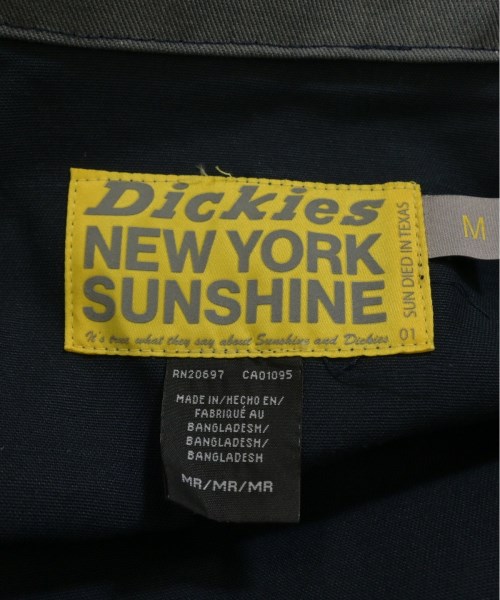 Dickies
NEW YORK
SUNSHINE
It's true what they say about Sunshine and Dickies
SUN DIED IN TEXAS
01
M
RN20697 CA01095
MADE IN/HECHO EN/
FABRIQUÉ AU
BANGLADESH/
BANGLADESH/
BANGLADESH
MR/MR/MR